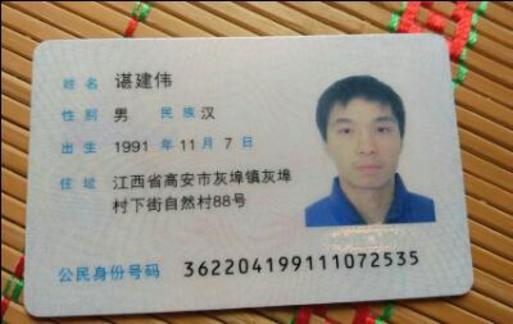 姓名 谌建伟
性别 男 民族 汉
出生 1991 年 11 月 7 日
住址 江西省高安市灰埠镇灰埠
村下街自然村88号
公民身份号码 362204199111072535